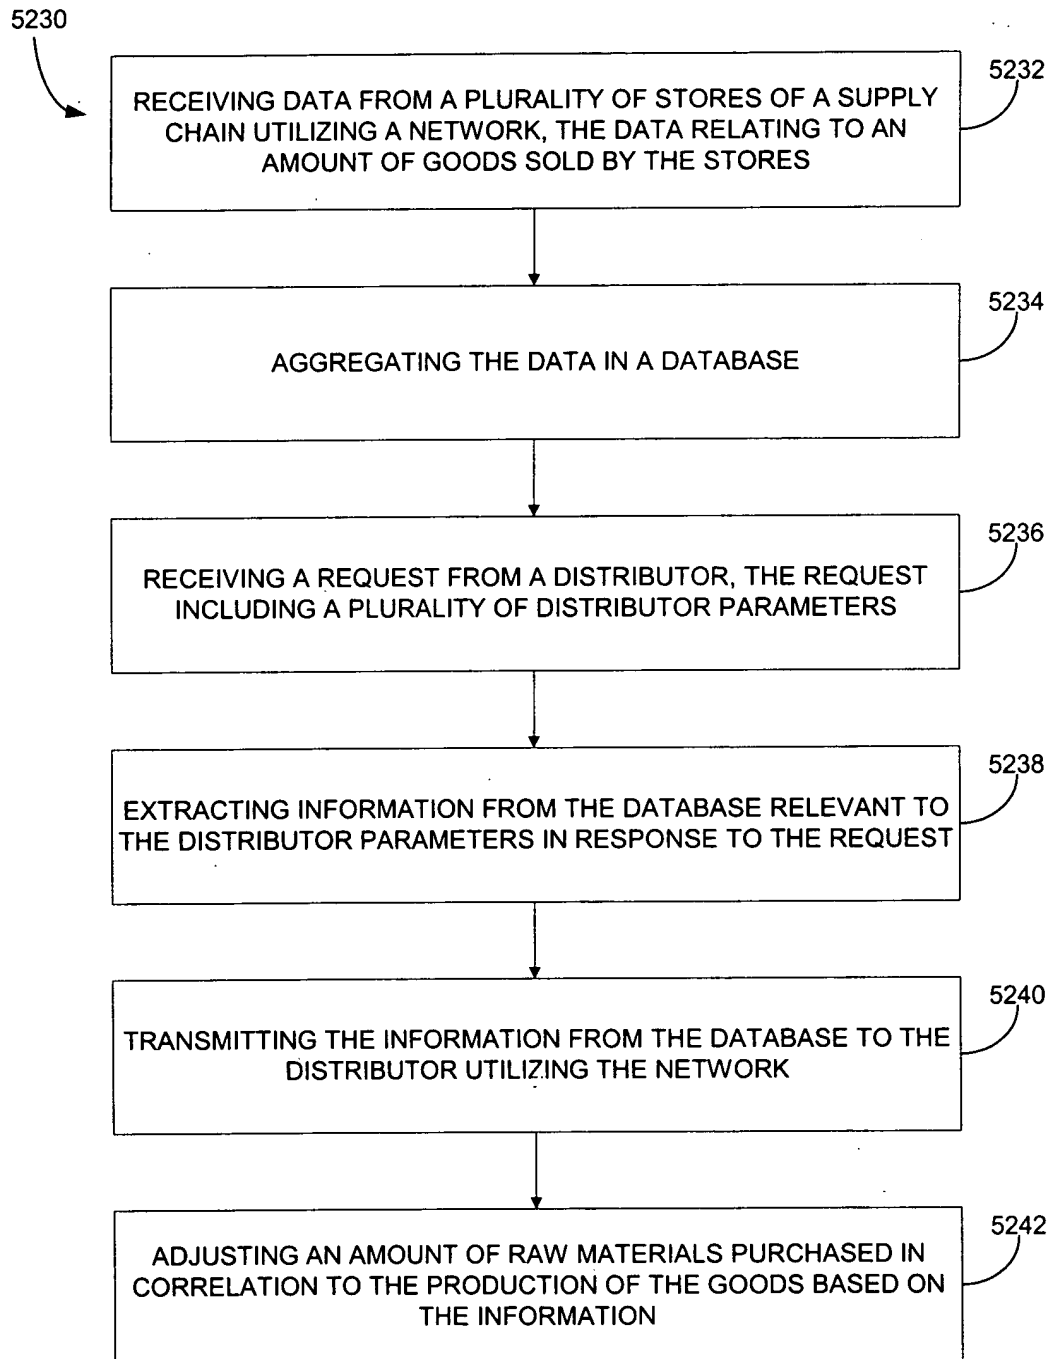 5230
5232
RECEIVING DATA FROM A PLURALITY OF STORES OF A SUPPLY
CHAIN UTILIZING A NETWORK, THE DATA RELATING TO AN
AMOUNT OF GOODS SOLD BY THE STORES
5234
AGGREGATING THE DATA IN A DATABASE
5236
RECEIVING A REQUEST FROM A DISTRIBUTOR, THE REQUEST
INCLUDING A PLURALITY OF DISTRIBUTOR PARAMETERS
5238
EXTRACTING INFORMATION FROM THE DATABASE RELEVANT TO
THE DISTRIBUTOR PARAMETERS IN RESPONSE TO THE REQUEST
5240
TRANSMITTING THE INFORMATION FROM THE DATABASE TO THE
DISTRIBUTOR UTILIZING THE NETWORK
5242
ADJUSTING AN AMOUNT OF RAW MATERIALS PURCHASED IN
CORRELATION TO THE PRODUCTION OF THE GOODS BASED ON
THE INFORMATION